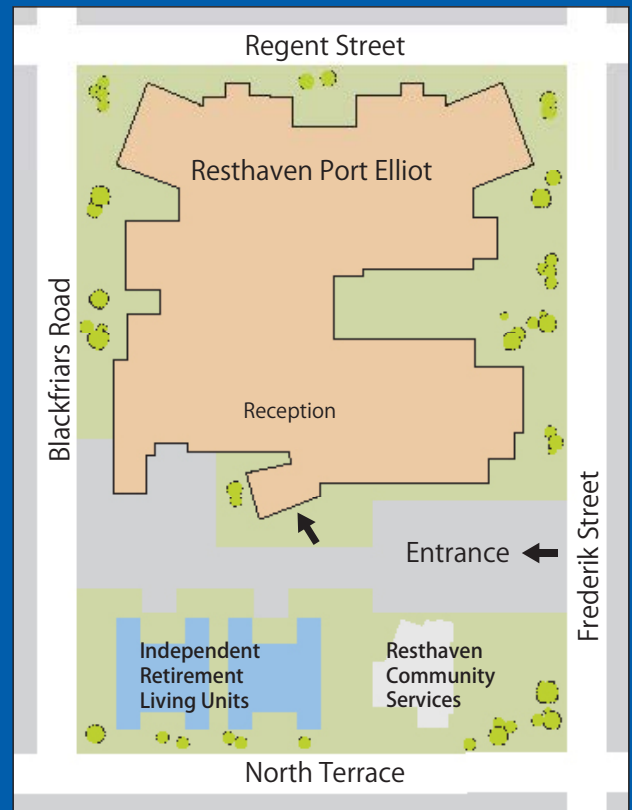 Regent Street
Resthaven Port Elliot
Blackfriars Road
Reception
Entrance
Frederik Street
Independent
Retirement
Living Units
Resthaven
Community
Services
North Terrace